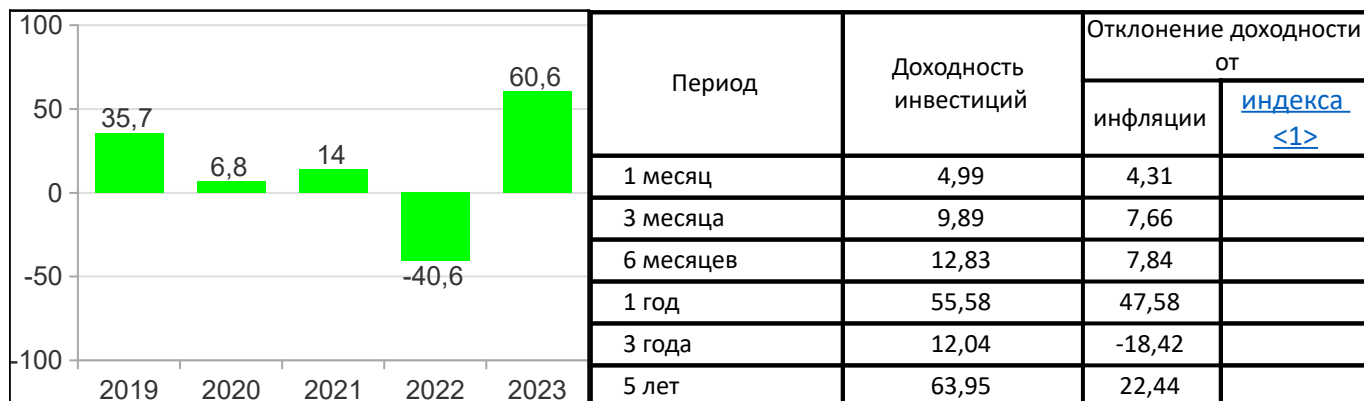 100
50
0
-50
-100
35,7
6,8
14
-40,6
60,6
2019 2020 2021 2022 2023
Период
Доходность
инвестиций
Отклонение доходности
от
инфляции
индекса
<1>
1 месяц 4,99 4,31
3 месяца 9,89 7,66
6 месяцев 12,83 7,84
1 год 55,58 47,58
3 года 12,04 -18,42
5 лет 63,95 22,44